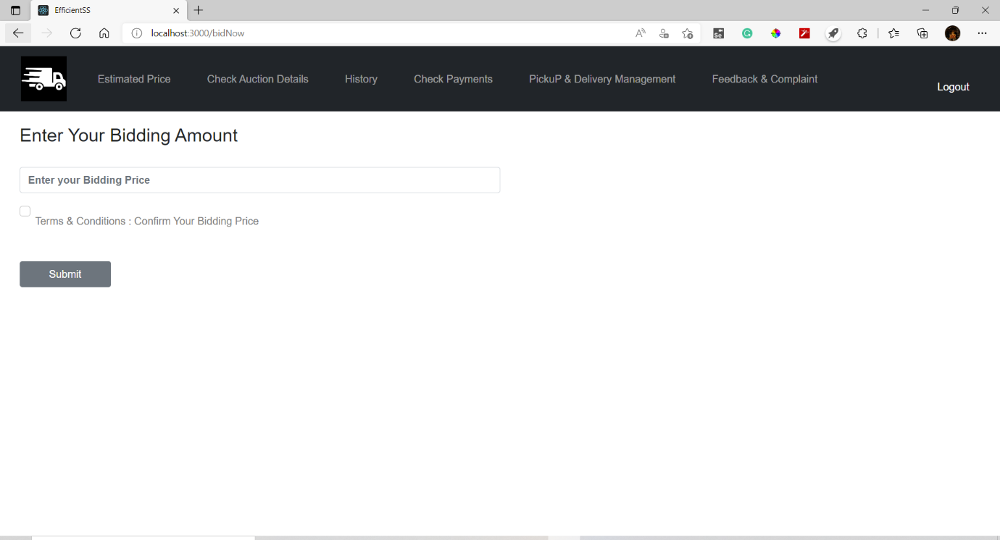 EfficientSS
localhost:3000/bidNow
Se
Estimated Price
Check Auction Details
History
Check Payments
PickuP & Delivery Management
Feedback & Complaint
Logout
Enter Your Bidding Amount
Enter your Bidding Price
Terms & Conditions : Confirm Your Bidding Price
Submit